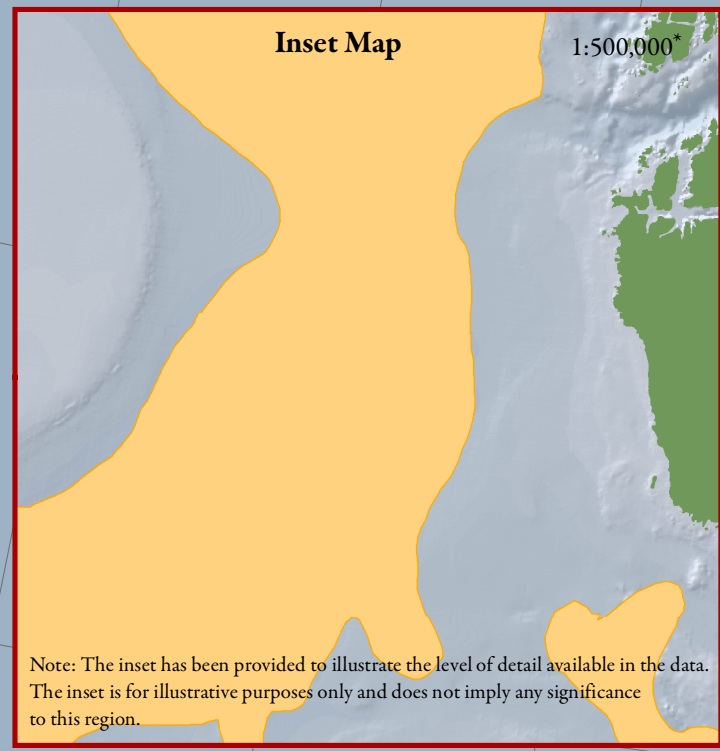 Inset Map
1:500,000*
Note: The inset has been provided to illustrate the level of detail available in the data.
The inset is for illustrative purposes only and does not imply any significance
to this region.